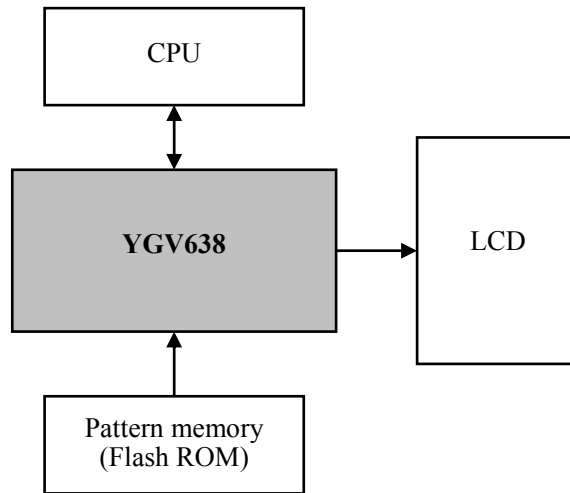 CPU
YGV638
LCD
Pattern memory
(Flash ROM)